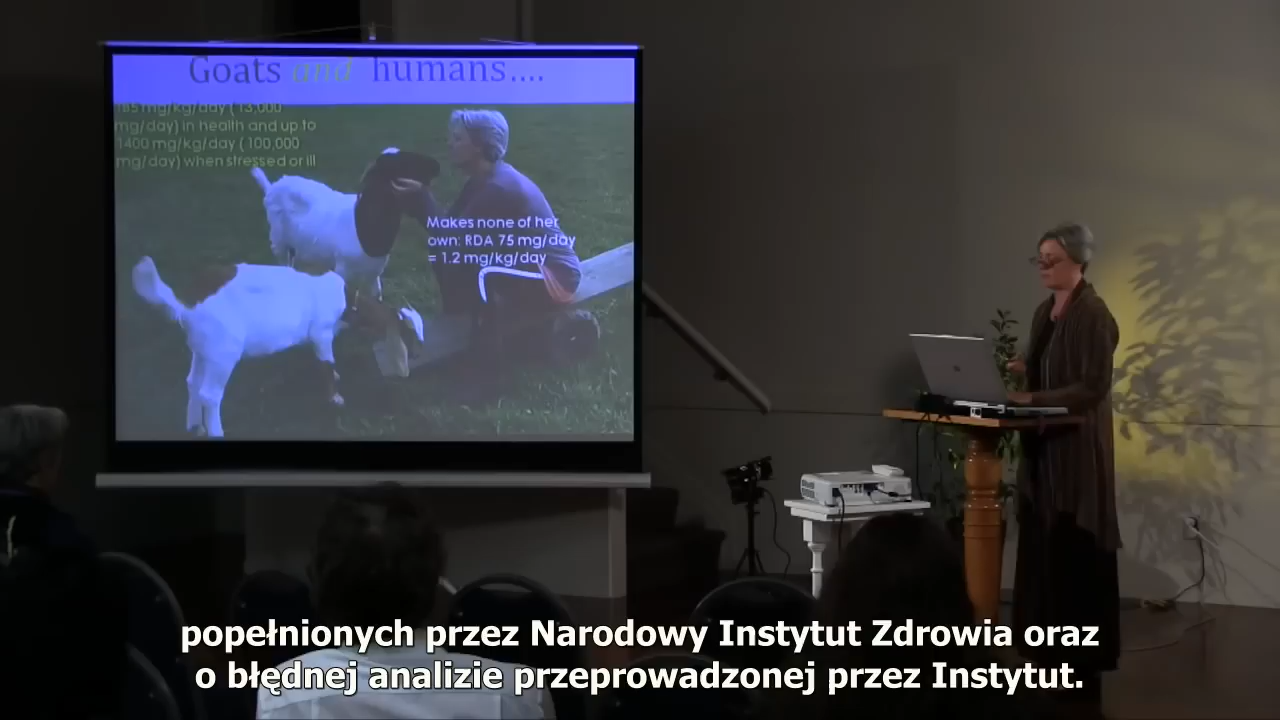 Goats and humans....
185 mg/kg/day ( 13,000
mg/day) in health and up to
1400 mg/kg/day ( 100,000
mg/day) when stressed or ill
Makes none of her
own: RDA 75 mg/day
= 1.2 mg/kg/day
popełnionych przez Narodowy Instytut Zdrowia oraz
o błędnej analizie przeprowadzonej przez Instytut.